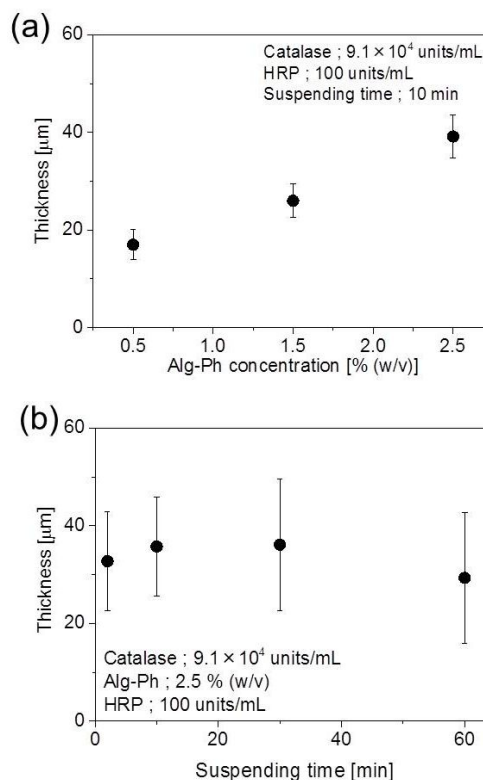 (a)
60
40
20
0
Thickness [μm]
Catalase ; 9.1 × 10⁴ units/mL
HRP ; 100 units/mL
Suspending time ; 10 min
0.5 1.0 1.5 2.0 2.5
Alg-Ph concentration [% (w/v)]
(b)
60
40
20
0
Thickness [μm]
Catalase ; 9.1 × 10⁴ units/mL
Alg-Ph ; 2.5 % (w/v)
HRP ; 100 units/mL
0 20 40 60
Suspending time [min]